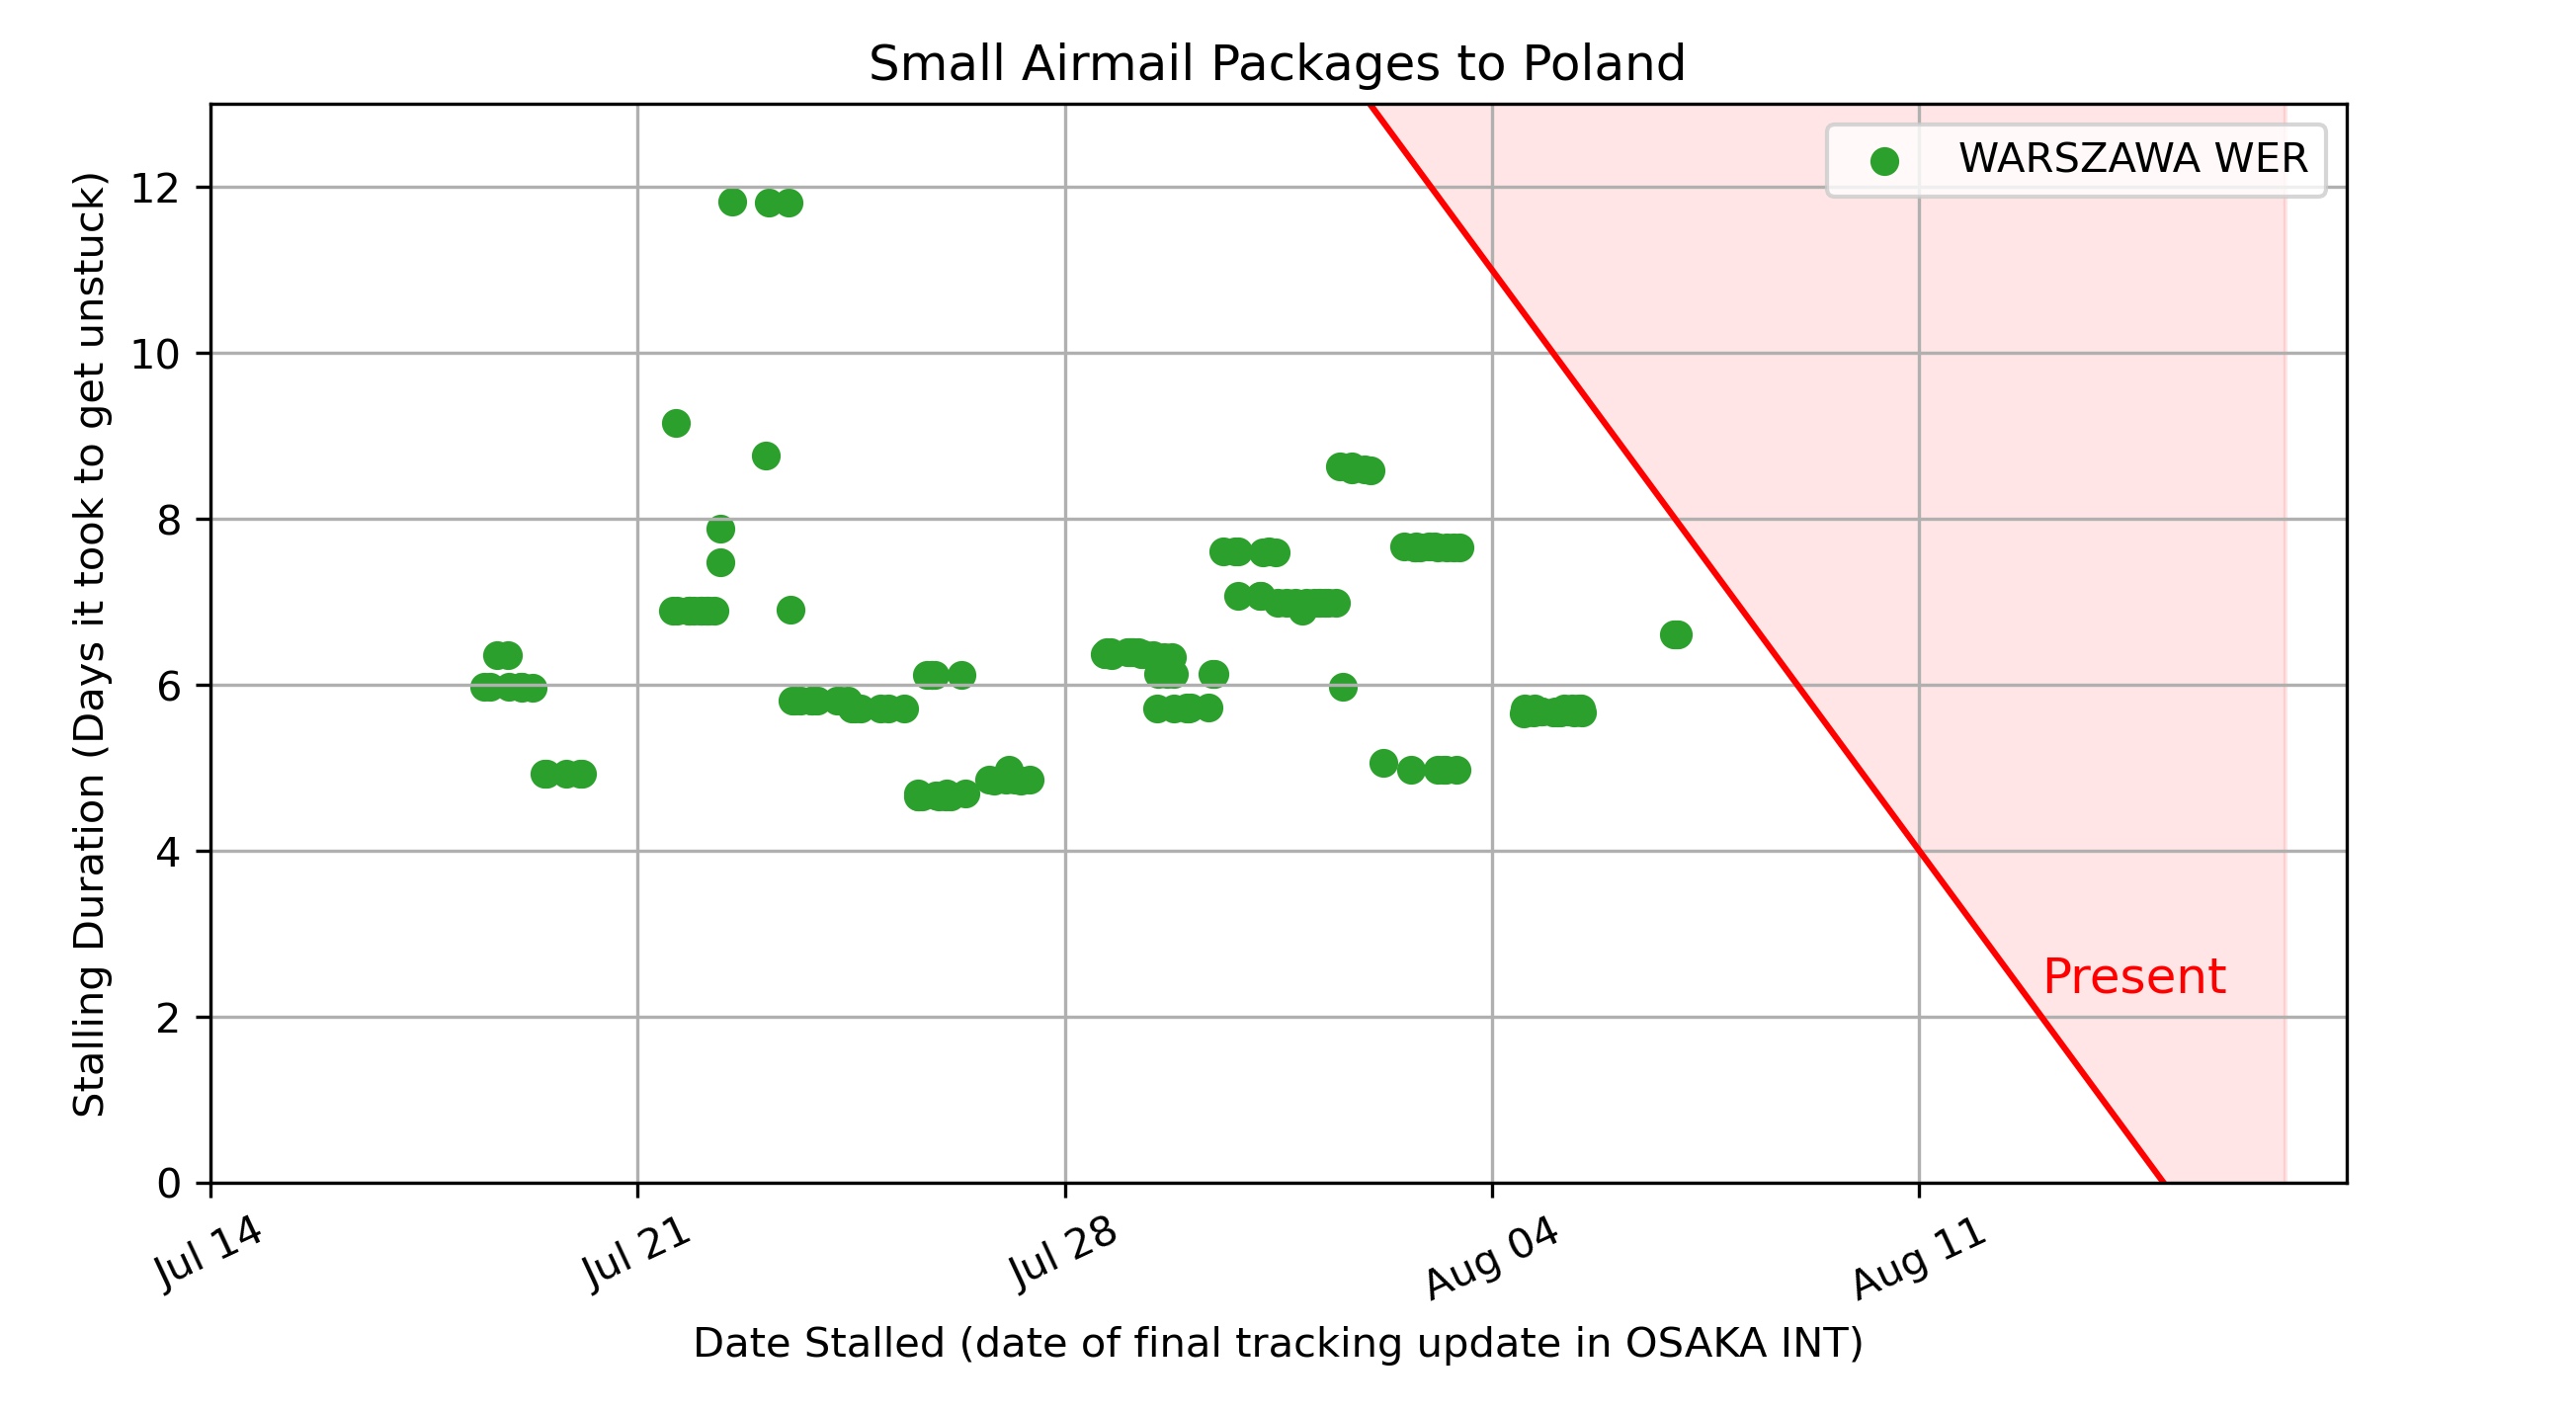 Small Airmail Packages to Poland
WARSZAWA WER
Stalling Duration (Days it took to get unstuck)
12
10
8
6
4
2
0
Present
Jul 14
Jul 21
Jul 28
Aug 04
Aug 11
Date Stalled (date of final tracking update in OSAKA INT)